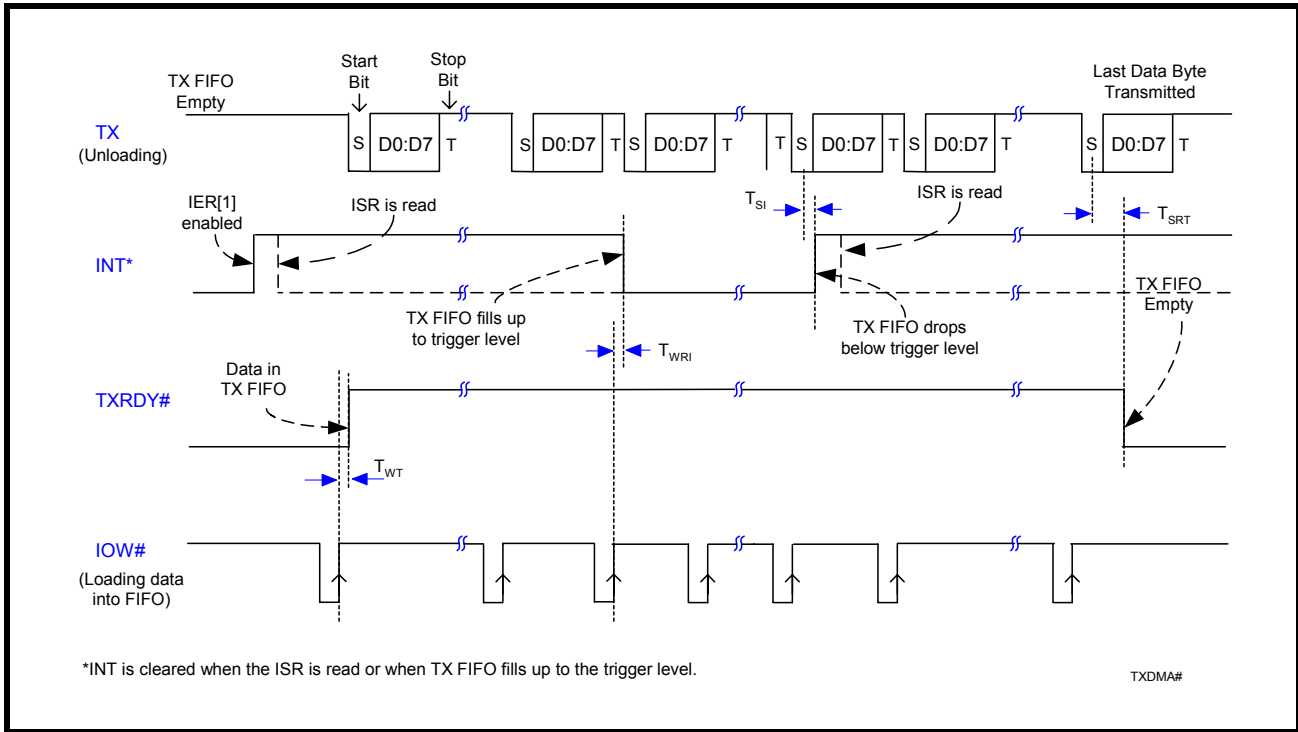 Start
Bit
Stop
Bit
TX FIFO
Empty
Last Data Byte
Transmitted
TX
(Unloading)
S D0:D7 T S D0:D7 T S D0:D7 T T S D0:D7 T S D0:D7 T S D0:D7 T
IER[1]
enabled
ISR is read
TSI
ISR is read
TSRT
INT*
TX FIFO fills up
to trigger level
TX FIFO drops
below trigger level
TX FIFO
Empty
TWRI
Data in
TX FIFO
TXRDY#
TWT
IOW#
(Loading data
into FIFO)
*INT is cleared when the ISR is read or when TX FIFO fills up to the trigger level.
TXDMA#